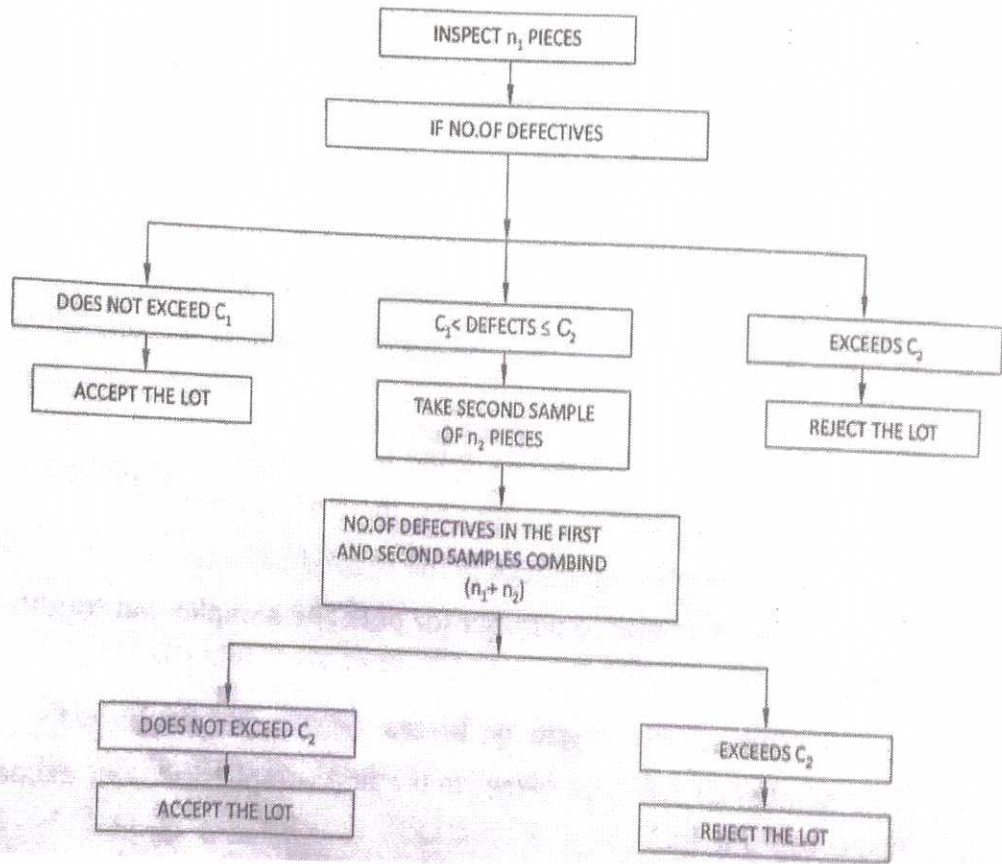 INSPECT n₁ PIECES
IF NO.OF DEFECTIVES
DOES NOT EXCEED C₁
ACCEPT THE LOT
C₁< DEFECTS ≤ C₂
TAKE SECOND SAMPLE
OF n₂ PIECES
EXCEEDS C₂
REJECT THE LOT
NO.OF DEFECTIVES IN THE FIRST
AND SECOND SAMPLES COMBIND
(n₁+ n₂)
DOES NOT EXCEED C₂
ACCEPT THE LOT
EXCEEDS C₂
REJECT THE LOT